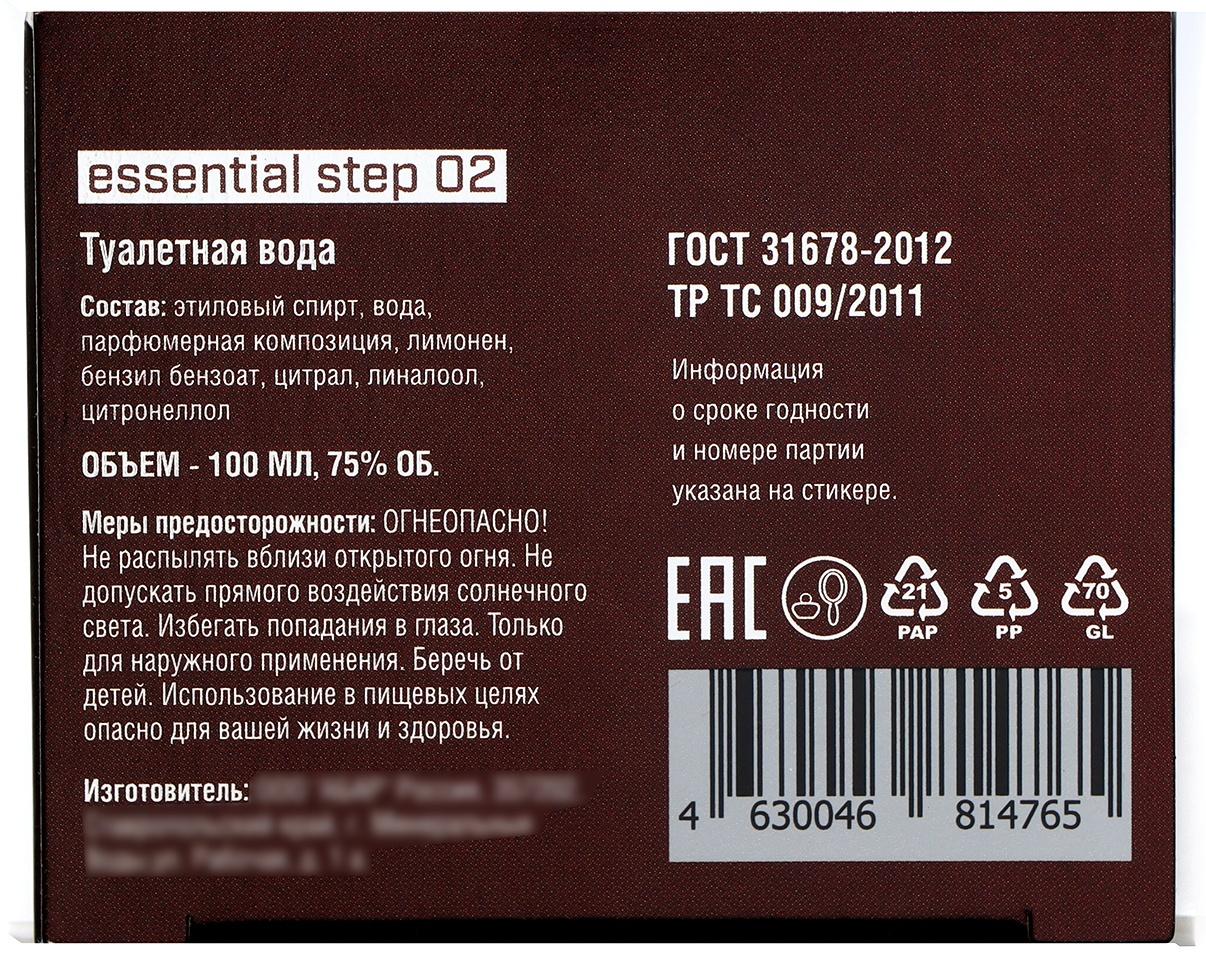 essential step 02
Туалетная вода
Состав: этиловый спирт, вода,
парфюмерная композиция, лимонен,
бензил бензоат, цитрал, линалоол,
цитронеллол
ОБЪЕМ - 100 МЛ, 75% ОБ.
Меры предосторожности: ОГНЕОПАСНО!
Не распылять вблизи открытого огня. Не
допускать прямого воздействия солнечного
света. Избегать попадания в глаза. Только
для наружного применения. Беречь от
детей. Использование в пищевых целях
опасно для вашей жизни и здоровья.
Изготовитель:
ГОСТ 31678-2012
ТР ТС 009/2011
Информация
о сроке годности
и номере партии
указана на стикере.
EAC
21 5 70
PAP PP GL
4 630046 814765